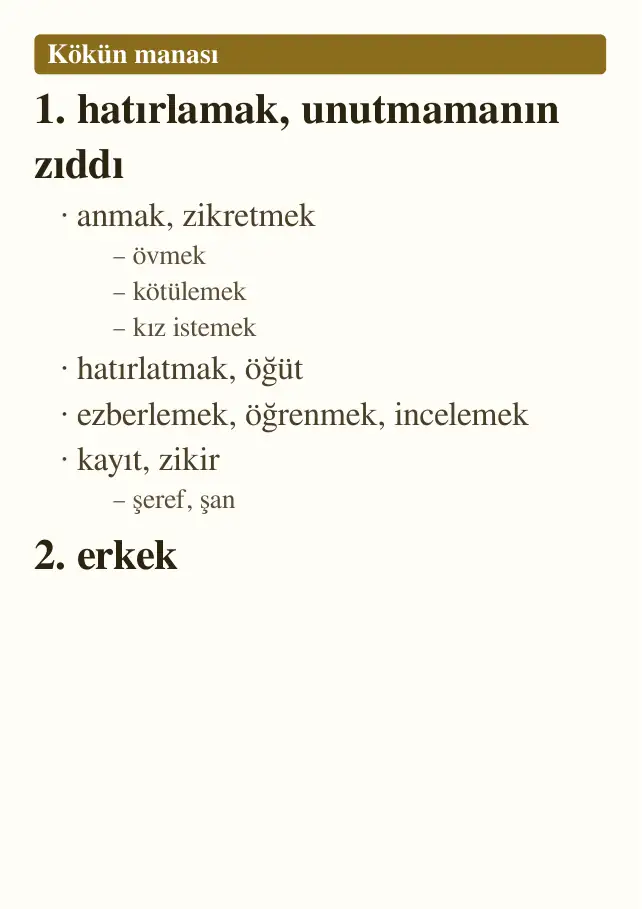 Kökün manası
1. hatırlamak, unutmamanın
zıddı
· anmak, zikretmek
– övmek
– kötülemek
– kız istemek
· hatırlatmak, öğüt
· ezberlemek, öğrenmek, incelemek
· kayıt, zikir
– şeref, şan
2. erkek